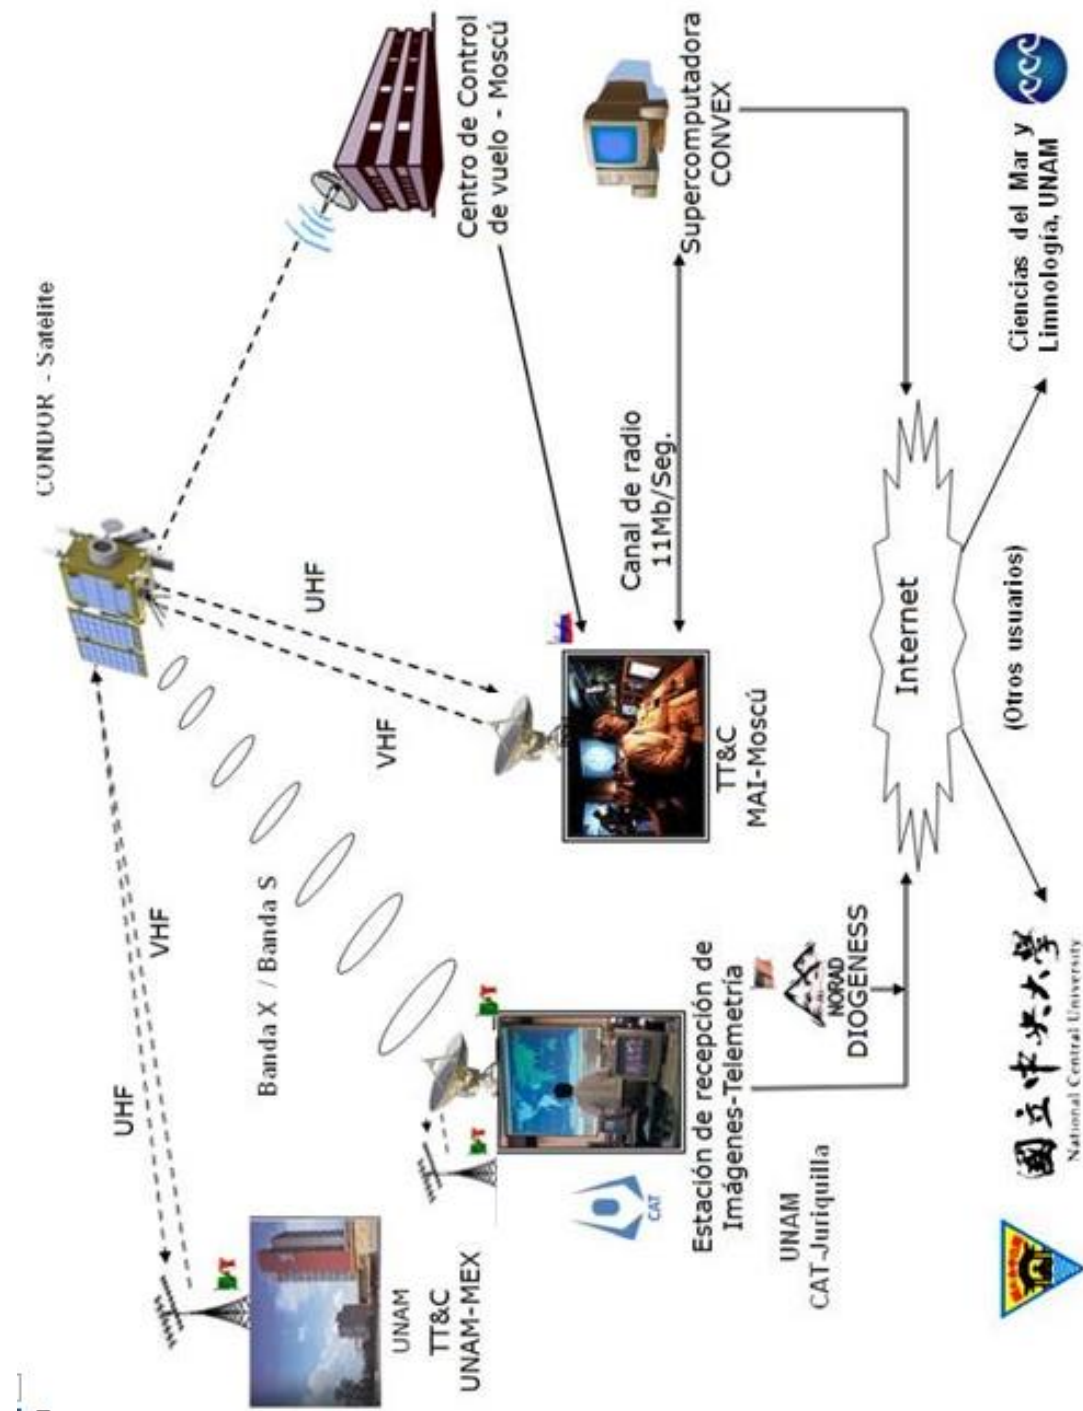 CONDOR - Satélite
UHF
VHF
Banda X / Banda S
UHF
VHF
Centro de Control
de vuelo - Moscú
UNAM
TT&C
UNAM-MEX
CAT
Estación de recepción de
Imágenes-Telemetría
UNAM
CAT-Juriquilla
NORAD
DIOGENESS
TT&C
MAI-Moscú
Canal de radio
11Mb/Seg.
Supercomputadora
CONVEX
Internet
(Otros usuarios)
國立中央大學
National Central University
Ciencias del Mar y
Limnología, UNAM